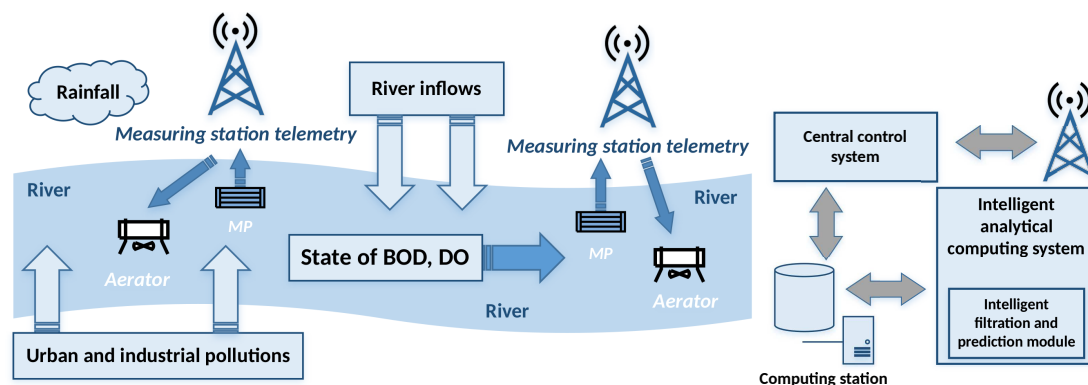 Rainfall
River inflows
Measuring station telemetry
Measuring station telemetry
Central control
system
River
River
MP
MP
Intelligent
analytical
computing system
State of BOD, DO
Aerator
Aerator
River
Intelligent
filtration and
prediction module
Urban and industrial pollutions
Computing station